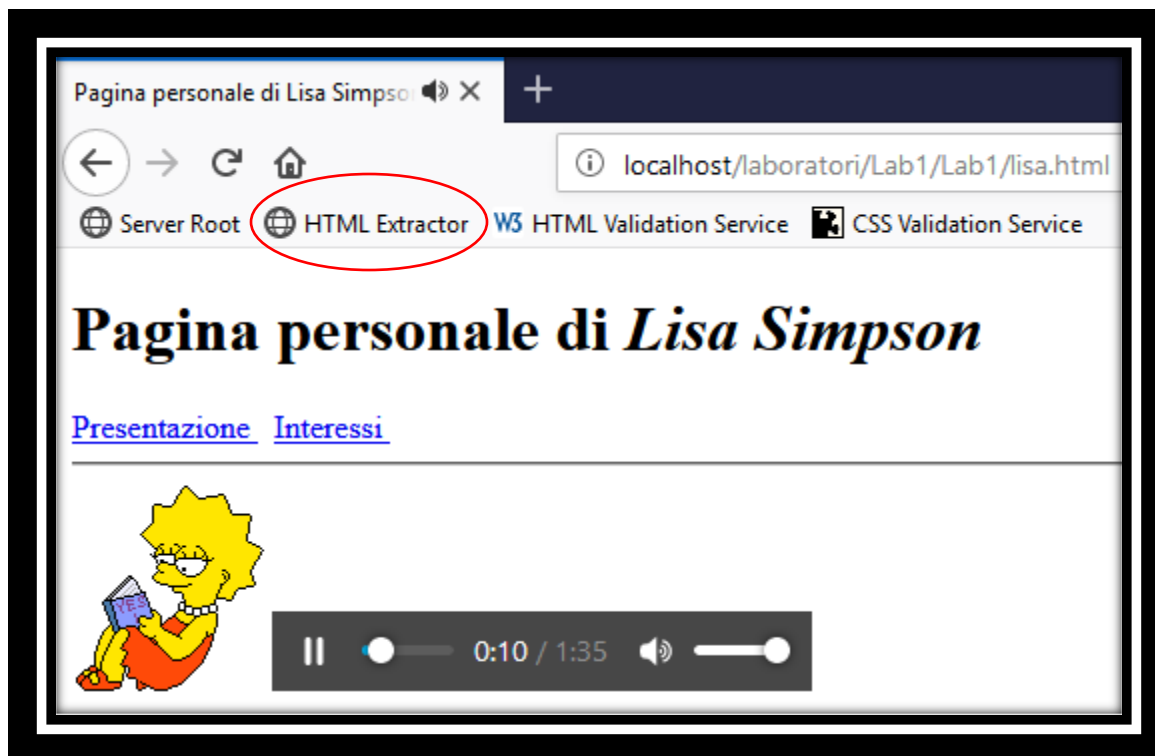 Pagina personale di Lisa Simpso
localhost/laboratori/Lab1/Lab1/lisa.html
Server Root HTML Extractor W3 HTML Validation Service CSS Validation Service
Pagina personale di Lisa Simpson
Presentazione Interessi
YES
0:10 / 1:35